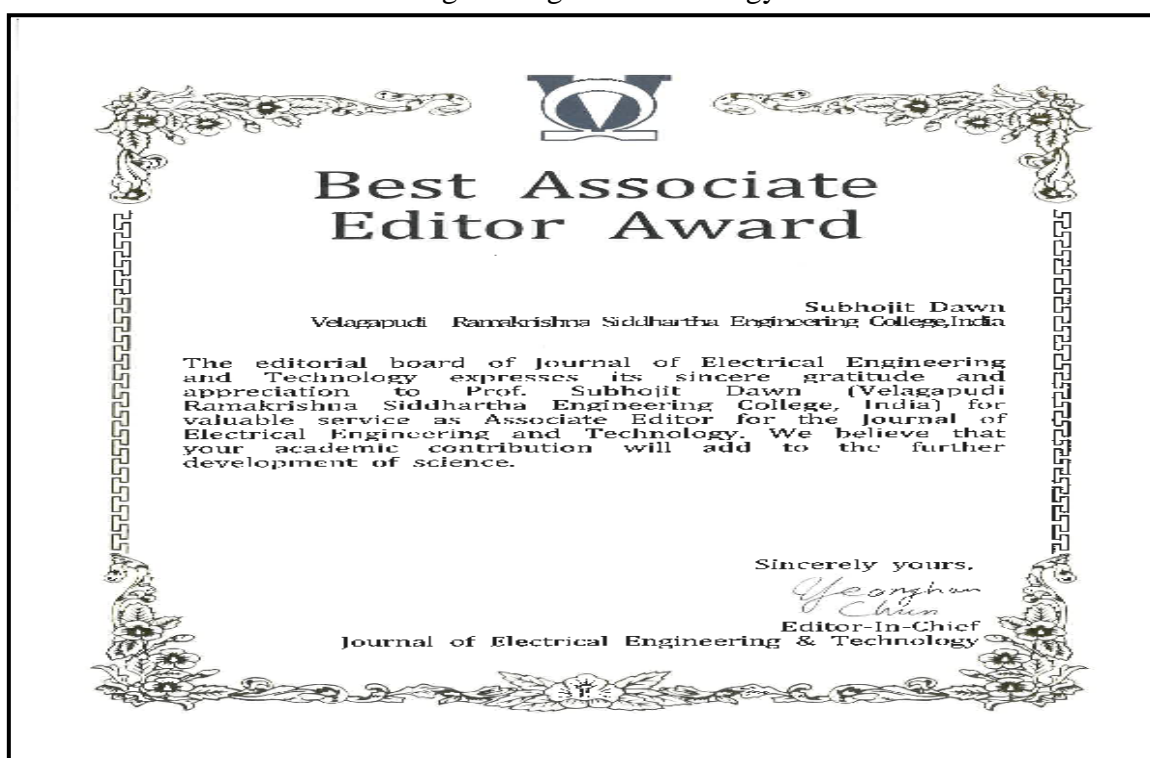 Best Associate
Editor Award
Subhojit Dawn
Velagapudi Ramakrishna Siddhartha Engineering College,India
The editorial board of Journal of Electrical Engineering
and Technology expresses its sincere gratitude and
appreciation to Prof. Subhojit Dawn (Velagapudi
Ramakrishna Siddhartha Engineering College, India) for
valuable service as Associate Editor for the Journal of
Electrical Engineering and Technology. We believe that
your academic contribution will add to the further
development of science.
Sincerely yours,
Yeonghan
Chun
Editor-In-Chief
Journal of Electrical Engineering & Technology